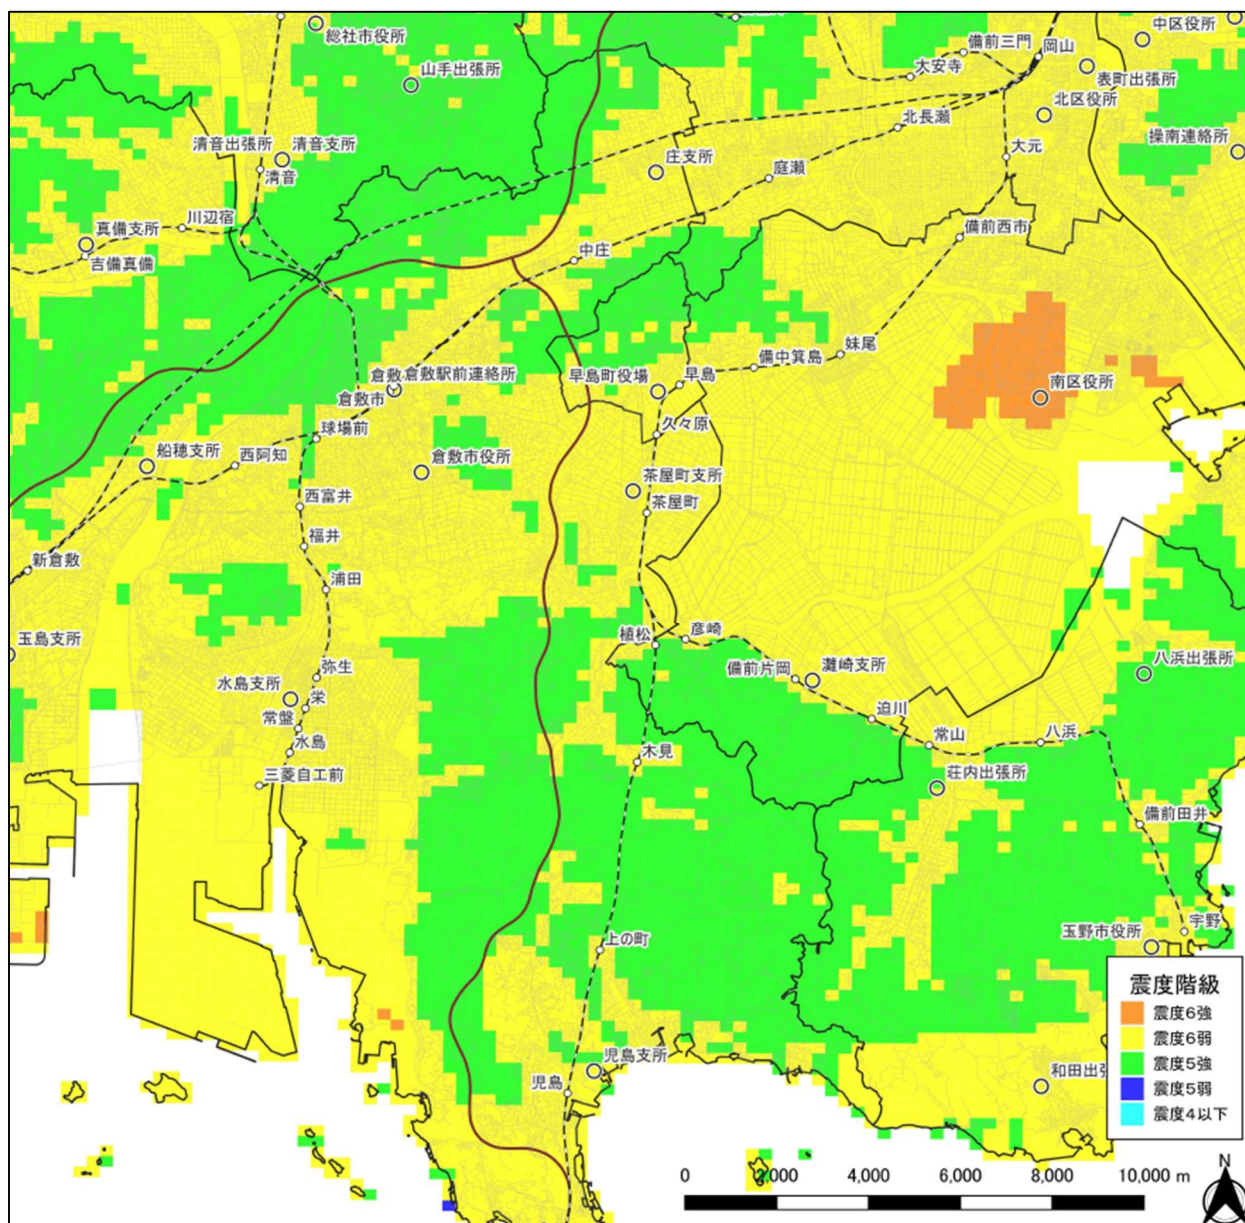 総社市役所
山手出張所
備前三門
大安寺
岡山
中区役所
表町出張所
北区役所
北長瀬
大元
操南連絡所
清音出張所
清音支所
清音
庄支所
庭瀬
川辺宿
真備支所
吉備真備
中庄
備前西市
妹尾
備中箕島
早島
早島町役場
倉敷
倉敷駅前連絡所
倉敷市
南区役所
久々原
球場前
船穂支所
西阿知
倉敷市役所
茶屋町支所
茶屋町
西富井
福井
新倉敷
浦田
玉島支所
植松
彦崎
備前片岡
灘崎支所
八浜出張所
弥生
水島支所
栄
常盤
迫川
常山
八浜
水島
木見
三菱自工前
荘内出張所
備前田井
宇野
玉野市役所
上の町
児島支所
児島
和田出張
震度階級
震度6強
震度6弱
震度5強
震度5弱
震度4以下
0 2,000 4,000 6,000 8,000 10,000 m
N